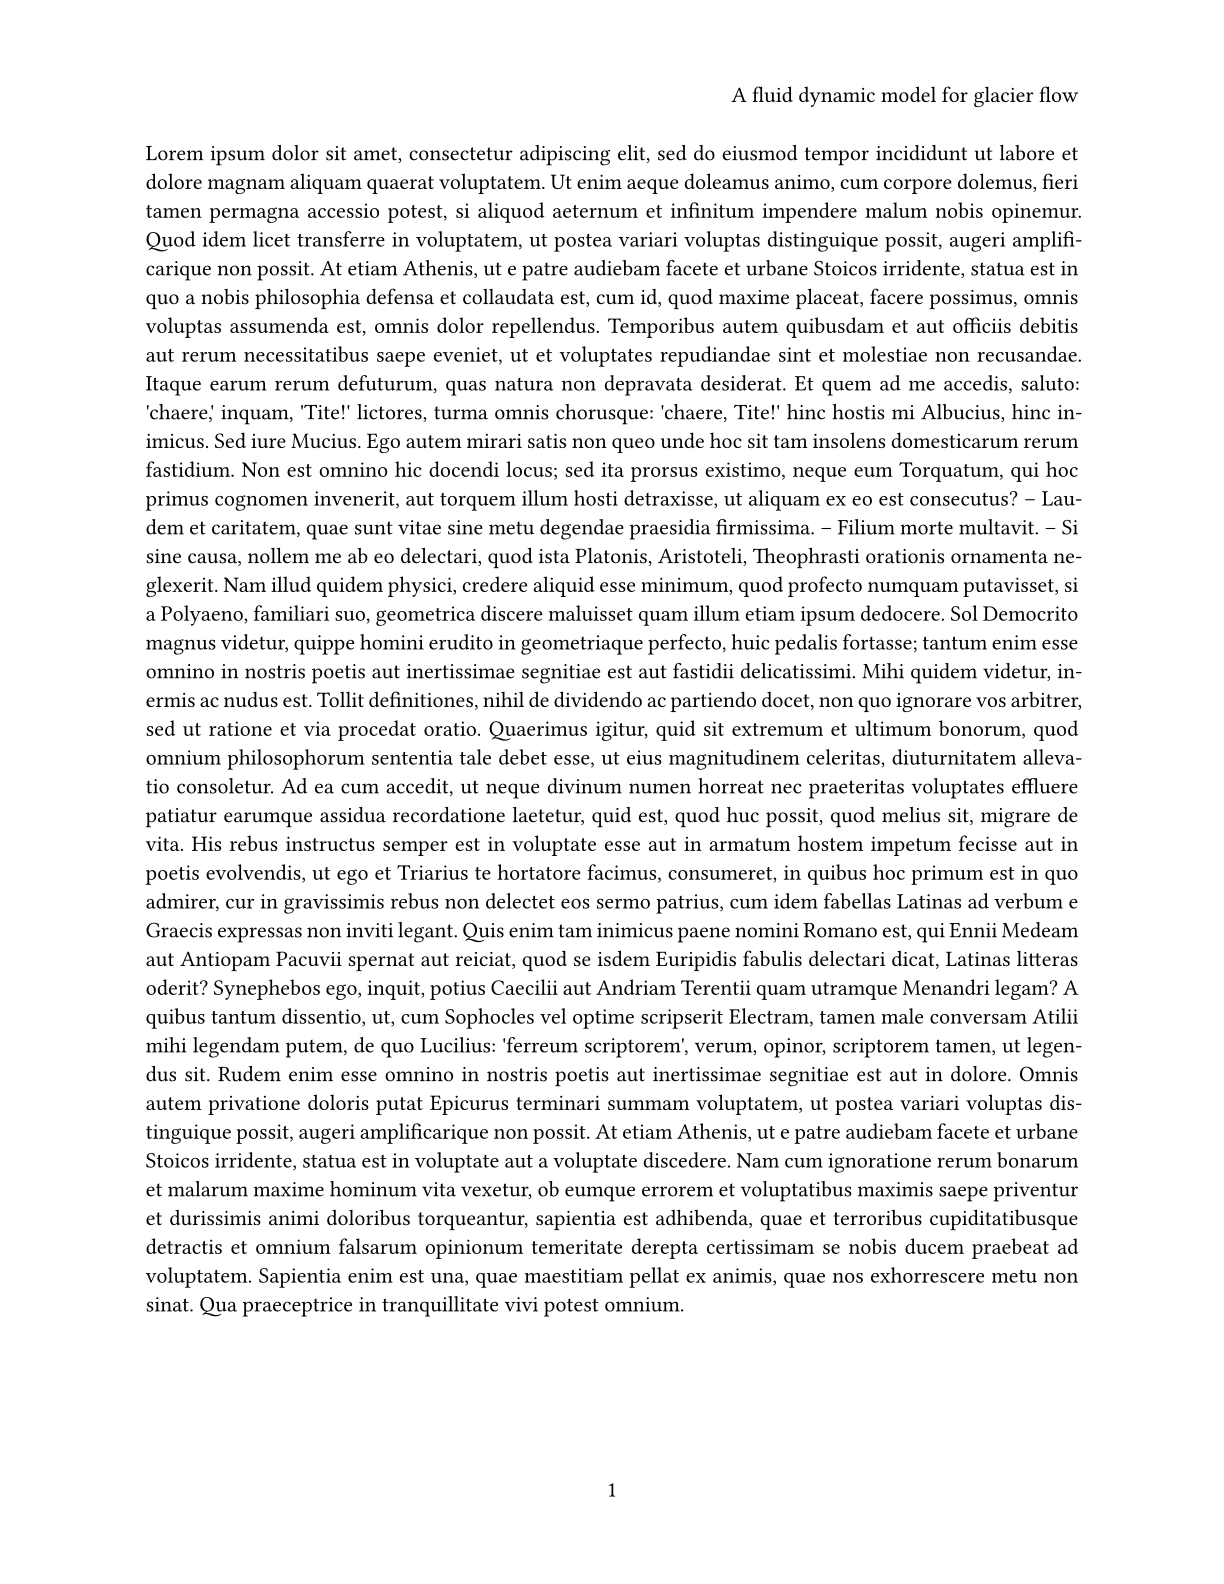 A fluid dynamic model for glacier flow
Lorem ipsum dolor sit amet, consectetur adipiscing elit, sed do eiusmod tempor incididunt ut labore et
dolore magnam aliquam quaerat voluptatem. Ut enim aeque doleamus animo, cum corpore dolemus, fieri
tamen permagna accessio potest, si aliquod aeternum et infinitum impendere malum nobis opinemur.
Quod idem licet transferre in voluptatem, ut postea variari voluptas distinguique possit, augeri amplifi-
carique non possit. At etiam Athenis, ut e patre audiebam facete et urbane Stoicos irridente, statua est in
quo a nobis philosophia defensa et collaudata est, cum id, quod maxime placeat, facere possimus, omnis
voluptas assumenda est, omnis dolor repellendus. Temporibus autem quibusdam et aut officiis debitis
aut rerum necessitatibus saepe eveniet, ut et voluptates repudiandae sint et molestiae non recusandae.
Itaque earum rerum defuturum, quas natura non depravata desiderat. Et quem ad me accedis, saluto:
'chaere,' inquam, 'Tite!' lictores, turma omnis chorusque: 'chaere, Tite!' hinc hostis mi Albucius, hinc in-
imicus. Sed iure Mucius. Ego autem mirari satis non queo unde hoc sit tam insolens domesticarum rerum
fastidium. Non est omnino hic docendi locus; sed ita prorsus existimo, neque eum Torquatum, qui hoc
primus cognomen invenerit, aut torquem illum hosti detraxisse, ut aliquam ex eo est consecutus? – Lau-
dem et caritatem, quae sunt vitae sine metu degendae praesidia firmissima. – Filium morte multavit. – Si
sine causa, nollem me ab eo delectari, quod ista Platonis, Aristoteli, Theophrasti orationis ornamenta ne-
glexerit. Nam illud quidem physici, credere aliquid esse minimum, quod profecto numquam putavisset, si
a Polyaeno, familiari suo, geometrica discere maluisset quam illum etiam ipsum dedocere. Sol Democrito
magnus videtur, quippe homini erudito in geometriaque perfecto, huic pedalis fortasse; tantum enim esse
omnino in nostris poetis aut inertissimae segnitiae est aut fastidii delicatissimi. Mihi quidem videtur, in-
ermis ac nudus est. Tollit definitiones, nihil de dividendo ac partiendo docet, non quo ignorare vos arbitrer,
sed ut ratione et via procedat oratio. Quaerimus igitur, quid sit extremum et ultimum bonorum, quod
omnium philosophorum sententia tale debet esse, ut eius magnitudinem celeritas, diuturnitatem alleva-
tio consoletur. Ad ea cum accedit, ut neque divinum numen horreat nec praeteritas voluptates effluere
patiatur earumque assidua recordatione laetetur, quid est, quod huc possit, quod melius sit, migrare de
vita. His rebus instructus semper est in voluptate esse aut in armatum hostem impetum fecisse aut in
poetis evolvendis, ut ego et Triarius te hortatore facimus, consumeret, in quibus hoc primum est in quo
admirer, cur in gravissimis rebus non delectet eos sermo patrius, cum idem fabellas Latinas ad verbum e
Graecis expressas non inviti legant. Quis enim tam inimicus paene nomini Romano est, qui Ennii Medeam
aut Antiopam Pacuvii spernat aut reiciat, quod se isdem Euripidis fabulis delectari dicat, Latinas litteras
oderit? Synephebos ego, inquit, potius Caecilii aut Andriam Terentii quam utramque Menandri legam? A
quibus tantum dissentio, ut, cum Sophocles vel optime scripserit Electram, tamen male conversam Atilii
mihi legendam putem, de quo Lucilius: 'ferreum scriptorem', verum, opinor, scriptorem tamen, ut legen-
dus sit. Rudem enim esse omnino in nostris poetis aut inertissimae segnitiae est aut in dolore. Omnis
autem privatione doloris putat Epicurus terminari summam voluptatem, ut postea variari voluptas dis-
tinguique possit, augeri amplificarique non possit. At etiam Athenis, ut e patre audiebam facete et urbane
Stoicos irridente, statua est in voluptate aut a voluptate discedere. Nam cum ignoratione rerum bonarum
et malarum maxime hominum vita vexetur, ob eumque errorem et voluptatibus maximis saepe priventur
et durissimis animi doloribus torqueantur, sapientia est adhibenda, quae et terroribus cupiditatibusque
detractis et omnium falsarum opinionum temeritate derepta certissimam se nobis ducem praebeat ad
voluptatem. Sapientia enim est una, quae maestitiam pellat ex animis, quae nos exhorrescere metu non
sinat. Qua praeceptrice in tranquillitate vivi potest omnium.
1